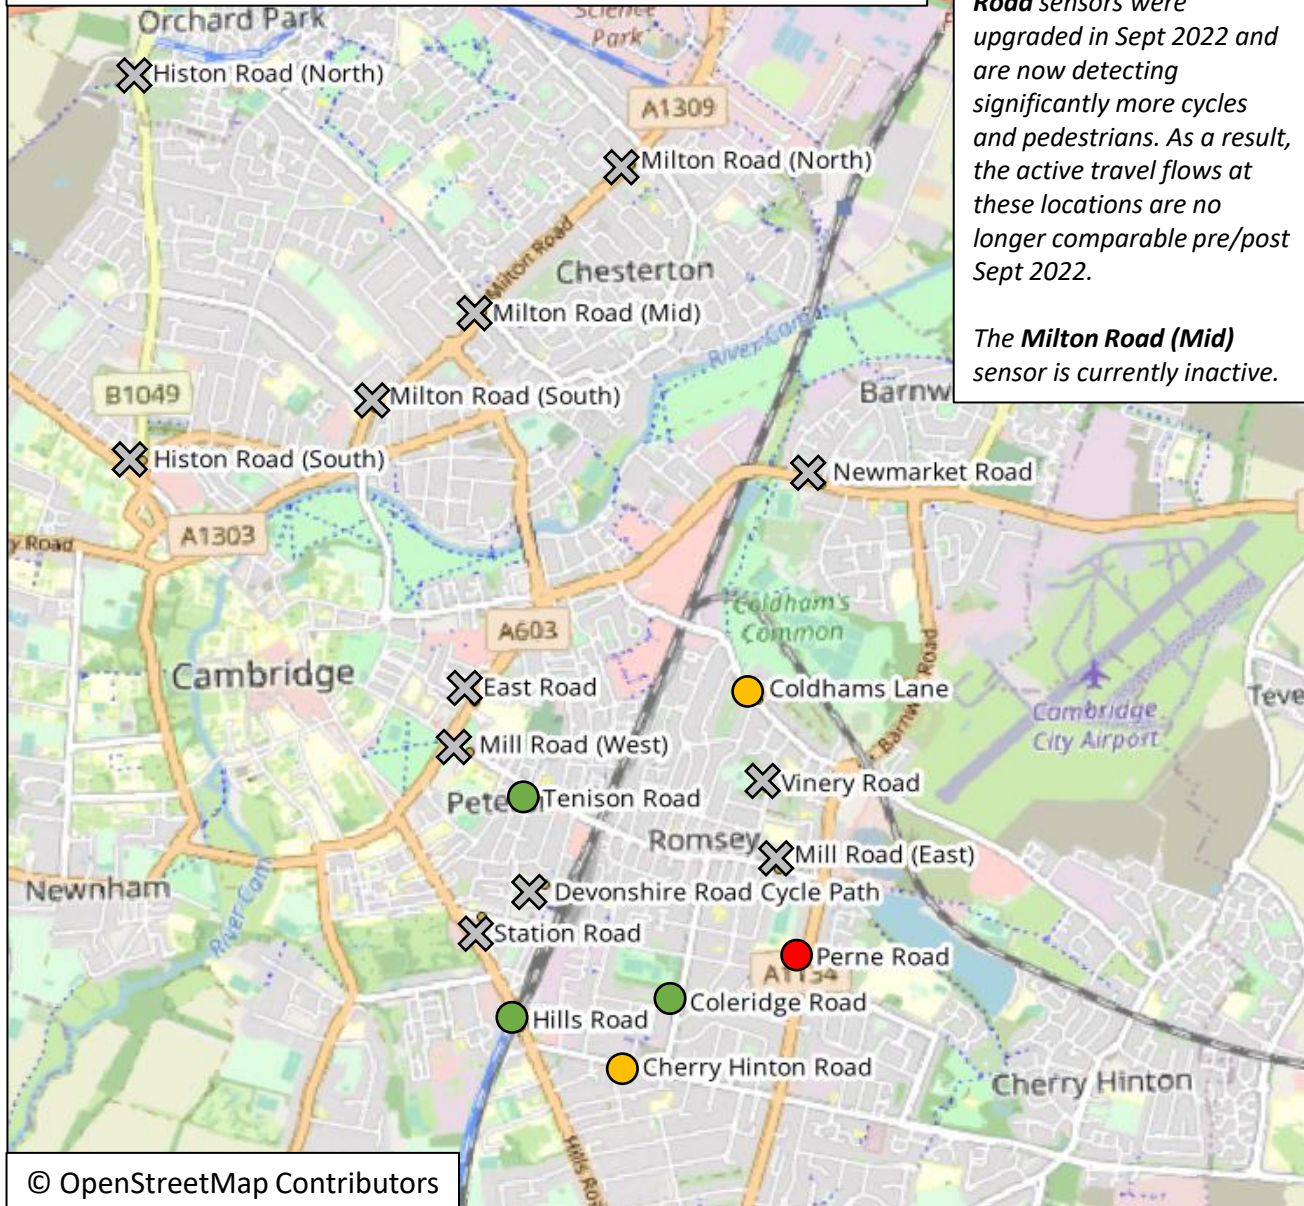 Road sensors were
upgraded in Sept 2022 and
are now detecting
significantly more cycles
and pedestrians. As a result,
the active travel flows at
these locations are no
longer comparable pre/post
Sept 2022.
The Milton Road (Mid)
sensor is currently inactive.
Orchard Park
Science
Park
Histon Road (North)
A1309
Milton Road (North)
Milton Road
Chesterton
Milton Road (Mid)
River Cam
B1049
Milton Road (South)
Barnw
Histon Road (South)
Newmarket Road
A1303
y Road
Coldham's
Common
A603
Cambridge
East Road
Coldhams Lane
Barnw Road
Cambridge
City Airport
Teve
Mill Road (West)
Vinery Road
Pete
Tenison Road
Romsey
Mill Road (East)
Newnham
Devonshire Road Cycle Path
River Cam
Station Road
Perne Road
A1134
Coleridge Road
Hills Road
Cherry Hinton Road
Cherry Hinton
Hills Roa
© OpenStreetMap Contributors